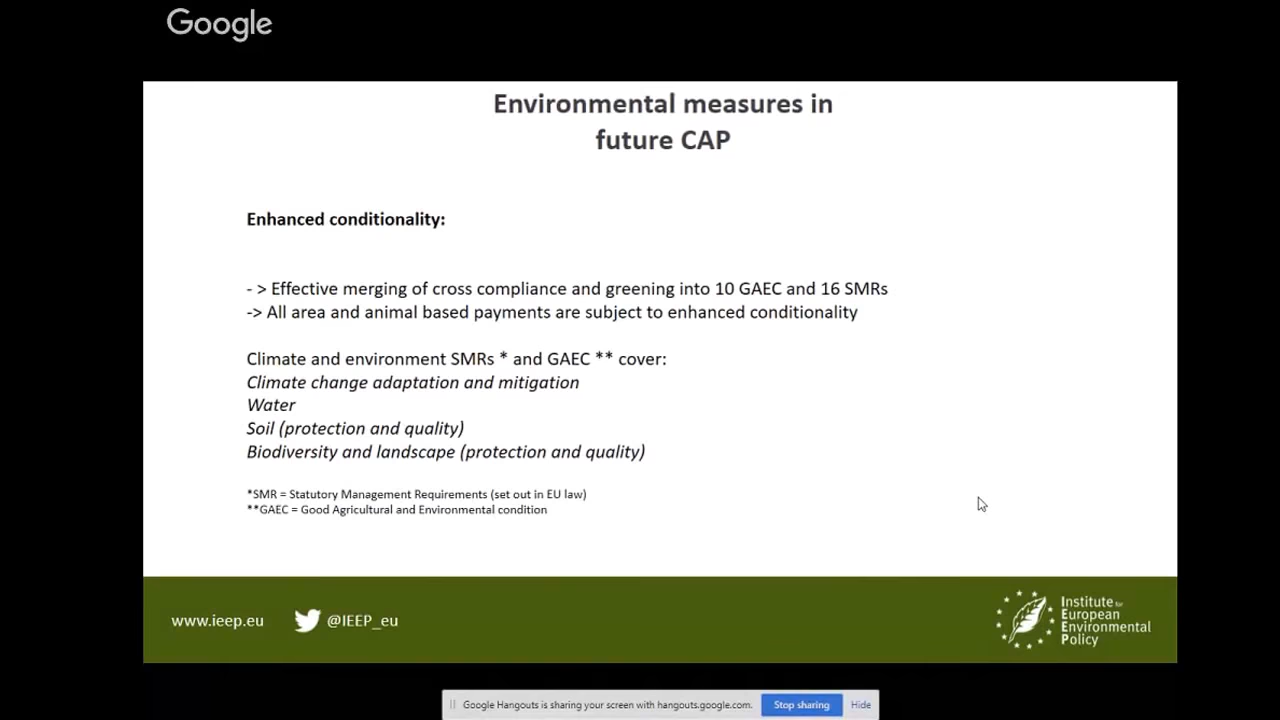 Google
Environmental measures in
future CAP
Enhanced conditionality:
- > Effective merging of cross compliance and greening into 10 GAEC and 16 SMRs
-> All area and animal based payments are subject to enhanced conditionality
Climate and environment SMRs * and GAEC ** cover:
Climate change adaptation and mitigation
Water
Soil (protection and quality)
Biodiversity and landscape (protection and quality)
*SMR = Statutory Management Requirements (set out in EU law)
**GAEC = Good Agricultural and Environmental condition
www.ieep.eu @IEEP_eu
Institute for
European
Environmental
Policy
Google Hangouts is sharing your screen with hangouts.google.com. Stop sharing Hide